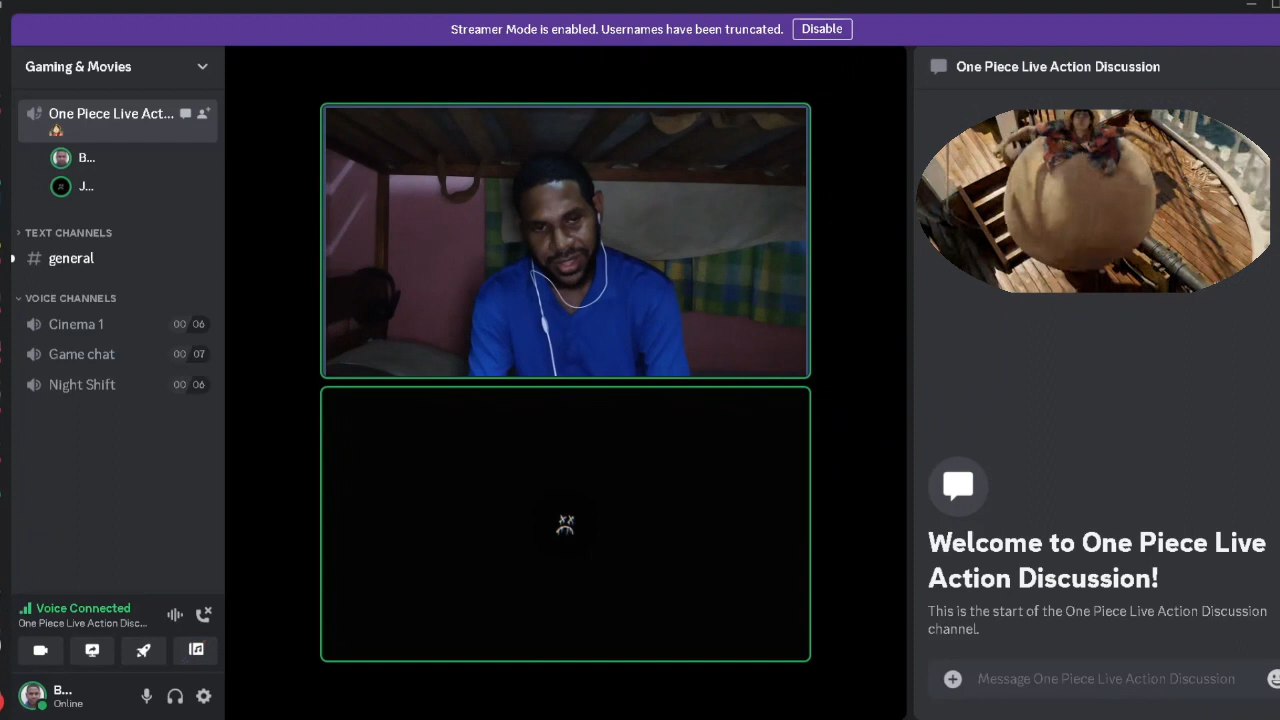 Streamer Mode is enabled. Usernames have been truncated.
Disable
Gaming & Movies
One Piece Live Act...
B...
J...
TEXT CHANNELS
# general
VOICE CHANNELS
Cinema 1 00 06
Game chat 00 07
Night Shift 00 06
Voice Connected
One Piece Live Action Disc...
B...
Online
One Piece Live Action Discussion
Welcome to One Piece Live
Action Discussion!
This is the start of the One Piece Live Action Discussion
channel.
Message One Piece Live Action Discussion